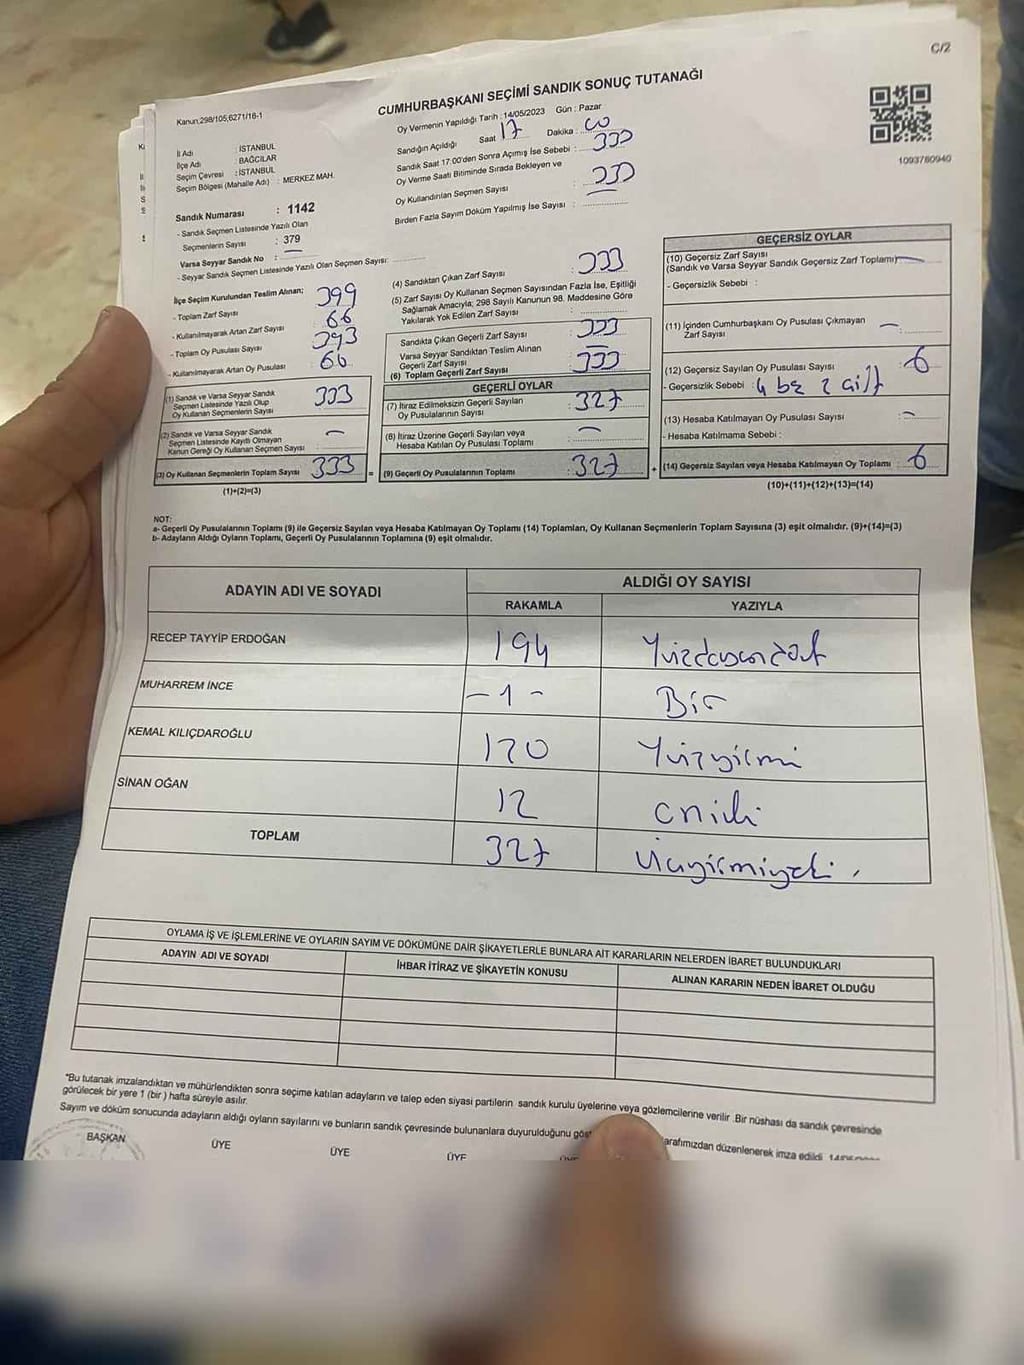 C/2
Kanun;298/105;6271/16-1
CUMHURBAŞKANI SEÇİMİ SANDIK SONUÇ TUTANAĞI
1093760940
İl Adı : İSTANBUL
İlçe Adı : BAĞCILAR
Seçim Çevresi : İSTANBUL
Seçim Bölgesi (Mahalle Adı) : MERKEZ MAH.
Sandık Numarası : 1142
- Sandık Seçmen Listesinde Yazılı Olan
Seçmenlerin Sayısı : 379
Varsa Seyyar Sandık No : —
- Seyyar Sandık Seçmen Listesinde Yazılı Olan Seçmen Sayısı:
Oy Vermenin Yapıldığı Tarih : 14/05/2023 Gün : Pazar
Sandığın Açıldığı Saat 17 Dakika : 00
Sandık Saat 17.00'den Sonra Açımış İse Sebebi :
Oy Verme Saati Bitiminde Sırada Bekleyen ve
Oy Kullandırılan Seçmen Sayısı :
Birden Fazla Sayım Döküm Yapılmış İse Sayısı :
İlçe Seçim Kurulundan Teslim Alınan;
- Toplam Zarf Sayısı 399
- Kullanılmayarak Artan Zarf Sayısı 66
- Toplam Oy Pusulası Sayısı 393
- Kullanılmayarak Artan Oy Pusulası 60
(1) Sandık ve Varsa Seyyar Sandık
Seçmen Listesinde Yazılı Olup
Oy Kullanan Seçmenlerin Sayısı 333
(2) Sandık ve Varsa Seyyar Sandık
Seçmen Listesinde Kayıtlı Olmayan
Kanun Gereği Oy Kullanan Seçmen Sayısı —
(3) Oy Kullanan Seçmenlerin Toplam Sayısı 333 =
(1)+(2)=(3)
(4) Sandıktan Çıkan Zarf Sayısı : 333
(5) Zarf Sayısı Oy Kullanan Seçmen Sayısından Fazla İse, Eşitliği
Sağlamak Amacıyla; 298 Sayılı Kanunun 98. Maddesine Göre
Yakılarak Yok Edilen Zarf Sayısı :
Sandıkta Çıkan Geçerli Zarf Sayısı : 333
Varsa Seyyar Sandıktan Teslim Alınan
Geçerli Zarf Sayısı : —
(6) Toplam Geçerli Zarf Sayısı : 333
GEÇERLİ OYLAR
(7) İtiraz Edilmeksizin Geçerli Sayılan
Oy Pusulalarının Sayısı : 327
(8) İtiraz Üzerine Geçerli Sayılan veya
Hesaba Katılan Oy Pusulası Toplamı : —
(9) Geçerli Oy Pusulalarının Toplamı : 327 +
GEÇERSİZ OYLAR
(10) Geçersiz Zarf Sayısı
(Sandık ve Varsa Seyyar Sandık Geçersiz Zarf Toplamı) —
- Geçersizlik Sebebi :
(11) İçinden Cumhurbaşkanı Oy Pusulası Çıkmayan
Zarf Sayısı : —
(12) Geçersiz Sayılan Oy Pusulası Sayısı : 6
- Geçersizlik Sebebi : 4 bz 2 çift
(13) Hesaba Katılmayan Oy Pusulası Sayısı : —
- Hesaba Katılmama Sebebi :
(14) Geçersiz Sayılan veya Hesaba Katılmayan Oy Toplamı : 6
(10)+(11)+(12)+(13)=(14)
NOT:
a- Geçerli Oy Pusulalarının Toplamı (9) ile Geçersiz Sayılan veya Hesaba Katılmayan Oy Toplamı (14) Toplamları, Oy Kullanan Seçmenlerin Toplam Sayısına (3) eşit olmalıdır. (9)+(14)=(3)
b- Adayların Aldığı Oyların Toplamı, Geçerli Oy Pusulalarının Toplamına (9) eşit olmalıdır.
ADAYIN ADI VE SOYADI ALDIĞI OY SAYISI
RAKAMLA YAZIYLA
RECEP TAYYİP ERDOĞAN 194 Yüzdoksandört
MUHARREM İNCE -1- Bir
KEMAL KILIÇDAROĞLU 120 Yüzyirmi
SİNAN OĞAN 12 oniki
TOPLAM 327 üçyirmiyedi
OYLAMA İŞ VE İŞLEMLERİNE VE OYLARIN SAYIM VE DÖKÜMÜNE DAİR ŞİKAYETLERLE BUNLARA AİT KARARLARIN NELERDEN İBARET BULUNDUKLARI
ADAYIN ADI VE SOYADI İHBAR İTİRAZ VE ŞİKAYETİN KONUSU ALINAN KARARIN NEDEN İBARET OLDUĞU
*Bu tutanak imzalandıktan ve mühürlendikten sonra seçime katılan adayların ve talep eden siyasi partilerin sandık kurulu üyelerine veya gözlemcilerine verilir .Bir nüshası da sandık çevresinde
görülecek bir yere 1 (bir ) hafta süreyle asılır.
Sayım ve döküm sonucunda adayların aldığı oyların sayılarını ve bunların sandık çevresinde bulunanlara duyurulduğunu göst arafımızdan düzenlenerek imza edildi.
BAŞKAN ÜYE ÜYE ÜYE